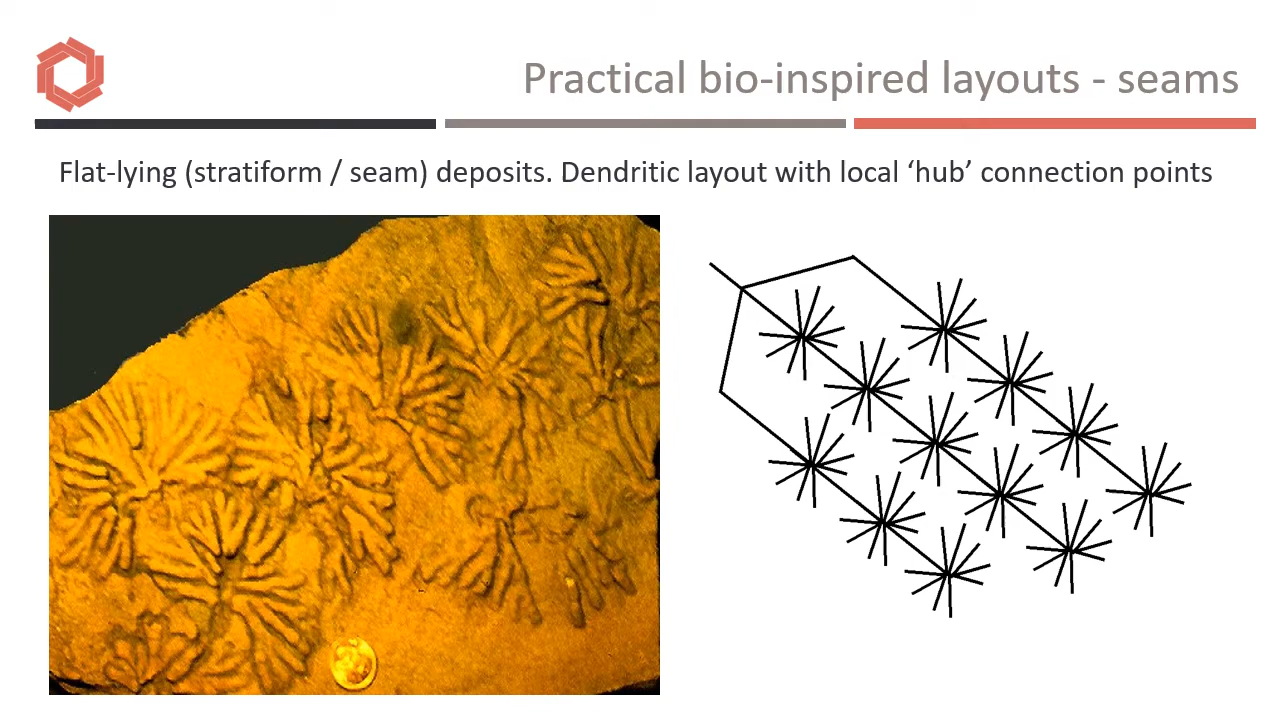 Practical bio-inspired layouts - seams
Flat-lying (stratiform / seam) deposits. Dendritic layout with local ‘hub’ connection points